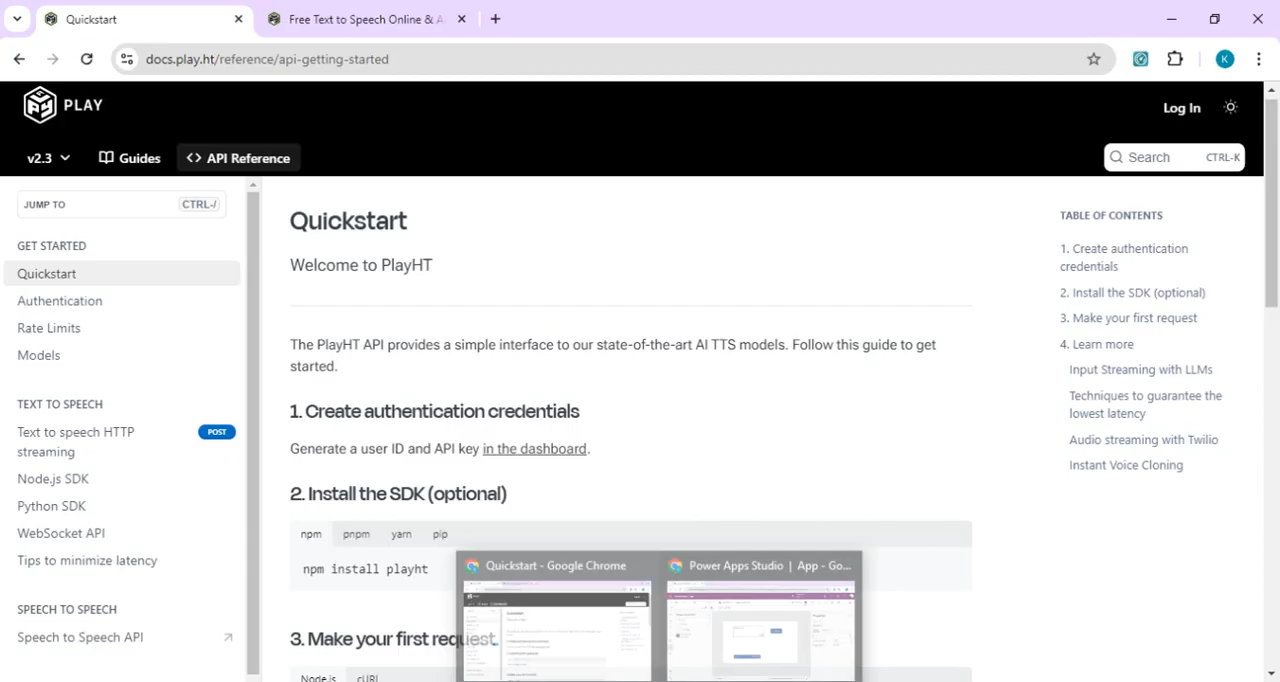 Quickstart
Free Text to Speech Online & A
docs.play.ht/reference/api-getting-started
K
PLAY
Log In
v2.3
Guides
<> API Reference
Search
CTRL-K
JUMP TO
CTRL-/
GET STARTED
Quickstart
Authentication
Rate Limits
Models
TEXT TO SPEECH
Text to speech HTTP
streaming
POST
Node.js SDK
Python SDK
WebSocket API
Tips to minimize latency
SPEECH TO SPEECH
Speech to Speech API
Quickstart
Welcome to PlayHT
The PlayHT API provides a simple interface to our state-of-the-art AI TTS models. Follow this guide to get
started.
1. Create authentication credentials
Generate a user ID and API key in the dashboard.
2. Install the SDK (optional)
npm
pnpm
yarn
pip
npm install playht
3. Make your first request
Node.js
cURL
Quickstart - Google Chrome
Power Apps Studio | App - Go...
TABLE OF CONTENTS
1. Create authentication
credentials
2. Install the SDK (optional)
3. Make your first request
4. Learn more
Input Streaming with LLMs
Techniques to guarantee the
lowest latency
Audio streaming with Twilio
Instant Voice Cloning